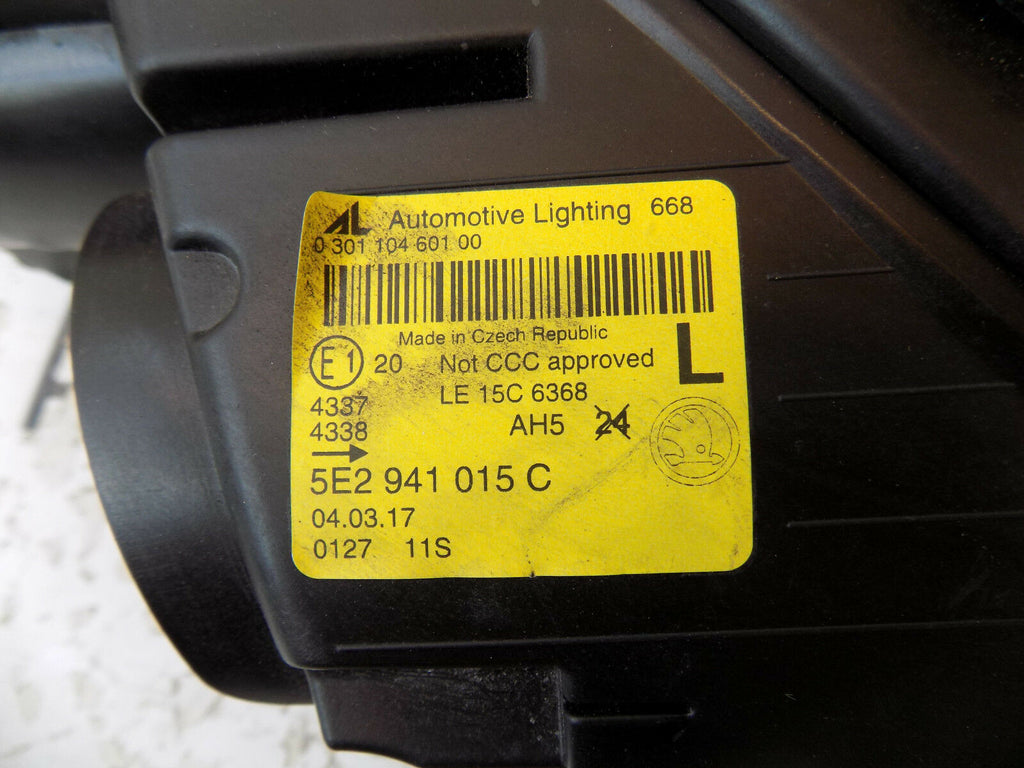 AL Automotive Lighting 668
0 301 104 601 00
Made in Czech Republic
L
E1 20 Not CCC approved
LE 15C 6368
4337
4338
AH5 24
5E2 941 015 C
04.03.17
0127 11S